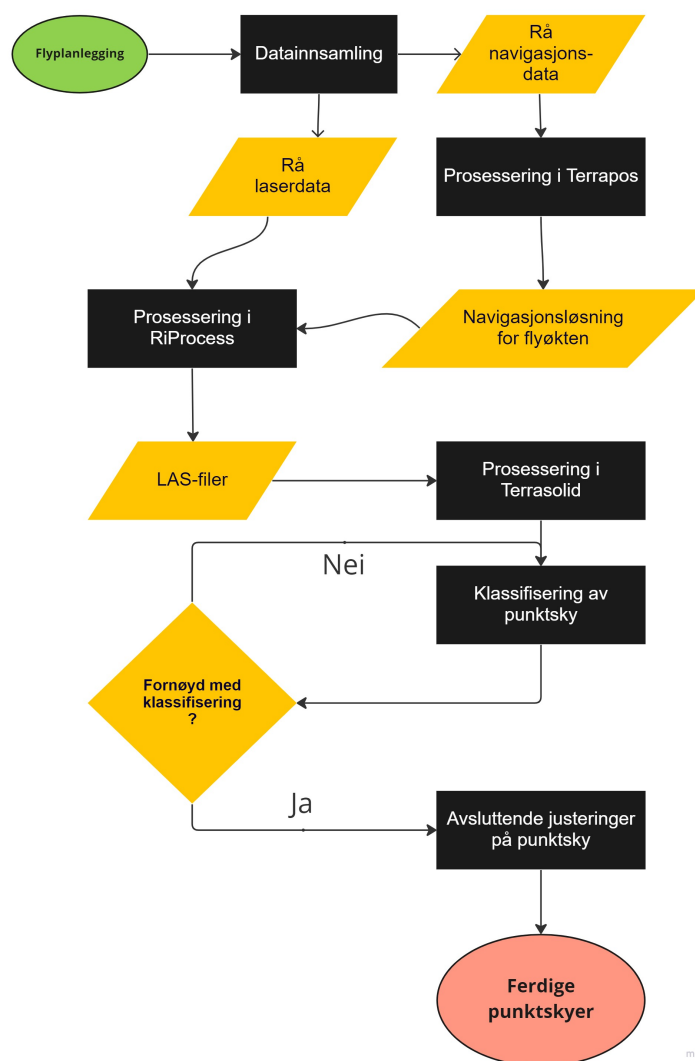 Flyplanlegging
Datainnsamling
Rå
navigasjons-
data
Rå
laserdata
Prosessering i Terrapos
Prosessering i
RiProcess
Navigasjonsløsning
for flyøkten
LAS-filer
Prosessering i
Terrasolid
Nei
Klassifisering av
punktsky
Fornøyd med
klassifisering
?
Ja
Avsluttende justeringer
på punktsky
Ferdige
punktskyer
m